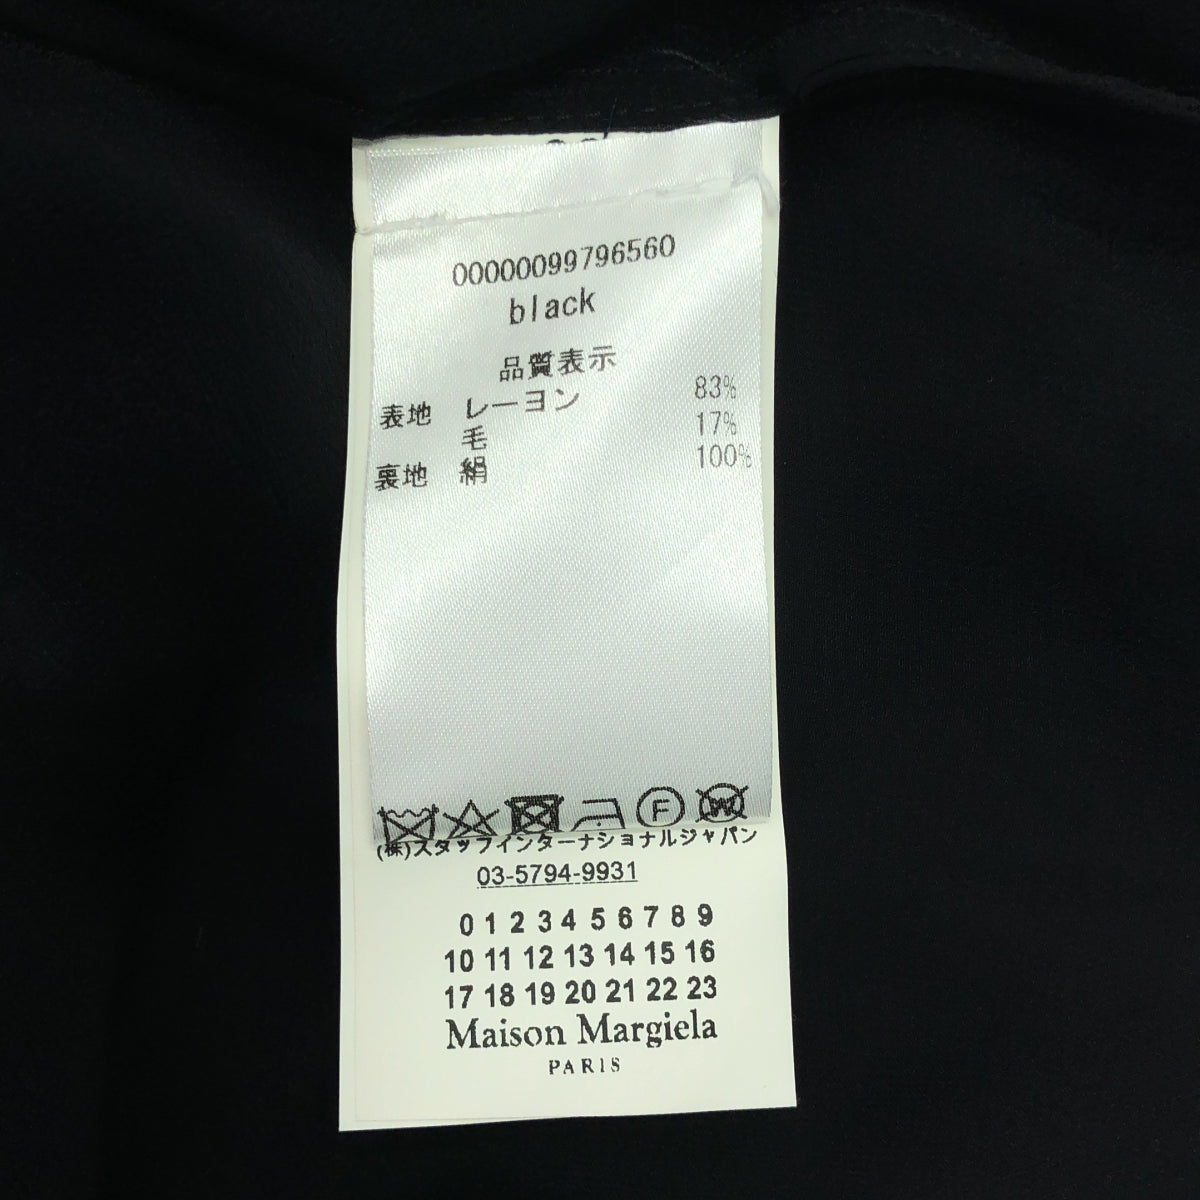 00000099796560
black
品質表示
表地 レーヨン 83%
毛 17%
裏地 絹 100%
(株)スタッフインターナショナルジャパン
03-5794-9931
0 1 2 3 4 5 6 7 8 9
10 11 12 13 14 15 16
17 18 19 20 21 22 23
Maison Margiela
PARIS